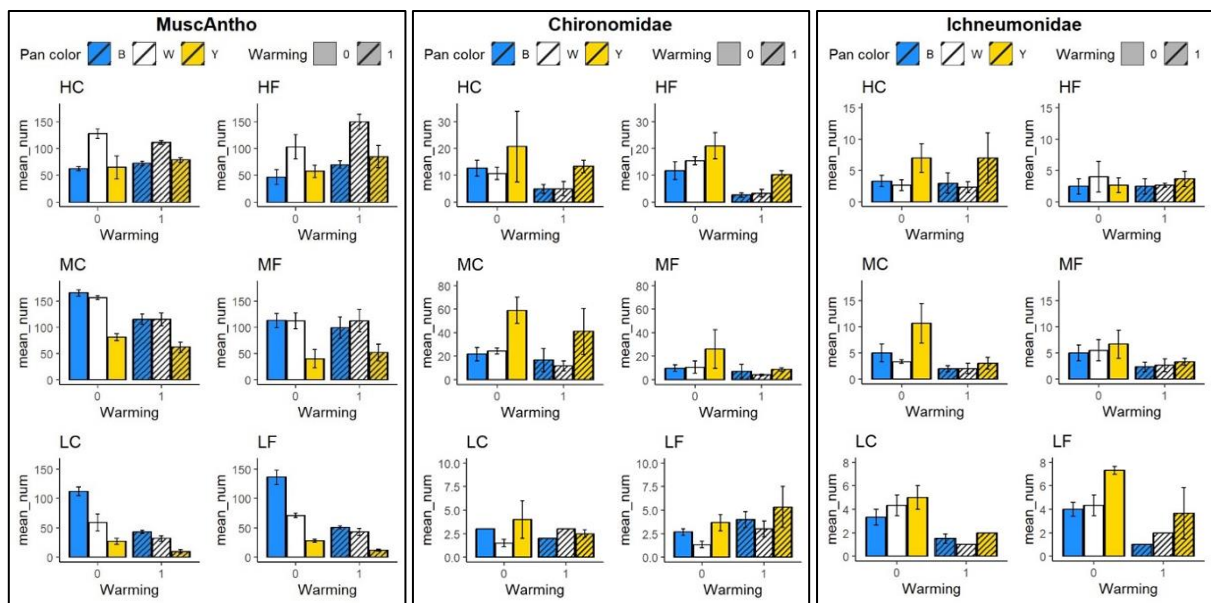 MuscAntho
Pan color B W Y Warming 0 1
HC
mean_num
150
100
50
0
0 1
Warming
HF
mean_num
150
100
50
0
0 1
Warming
MC
mean_num
150
100
50
0
0 1
Warming
MF
mean_num
150
100
50
0
0 1
Warming
LC
mean_num
150
100
50
0
0 1
Warming
LF
mean_num
150
100
50
0
0 1
Warming
Chironomidae
Pan color B W Y Warming 0 1
HC
mean_num
30
20
10
0
0 1
Warming
HF
mean_num
30
20
10
0
0 1
Warming
MC
mean_num
80
60
40
20
0
0 1
Warming
MF
mean_num
80
60
40
20
0
0 1
Warming
LC
mean_num
10.0
7.5
5.0
2.5
0.0
0 1
Warming
LF
mean_num
10.0
7.5
5.0
2.5
0.0
0 1
Warming
Ichneumonidae
Pan color B W Y Warming 0 1
HC
mean_num
15
10
5
0
0 1
Warming
HF
mean_num
15
10
5
0
0 1
Warming
MC
mean_num
15
10
5
0
0 1
Warming
MF
mean_num
15
10
5
0
0 1
Warming
LC
mean_num
8
6
4
2
0
0 1
Warming
LF
mean_num
8
6
4
2
0
0 1
Warming